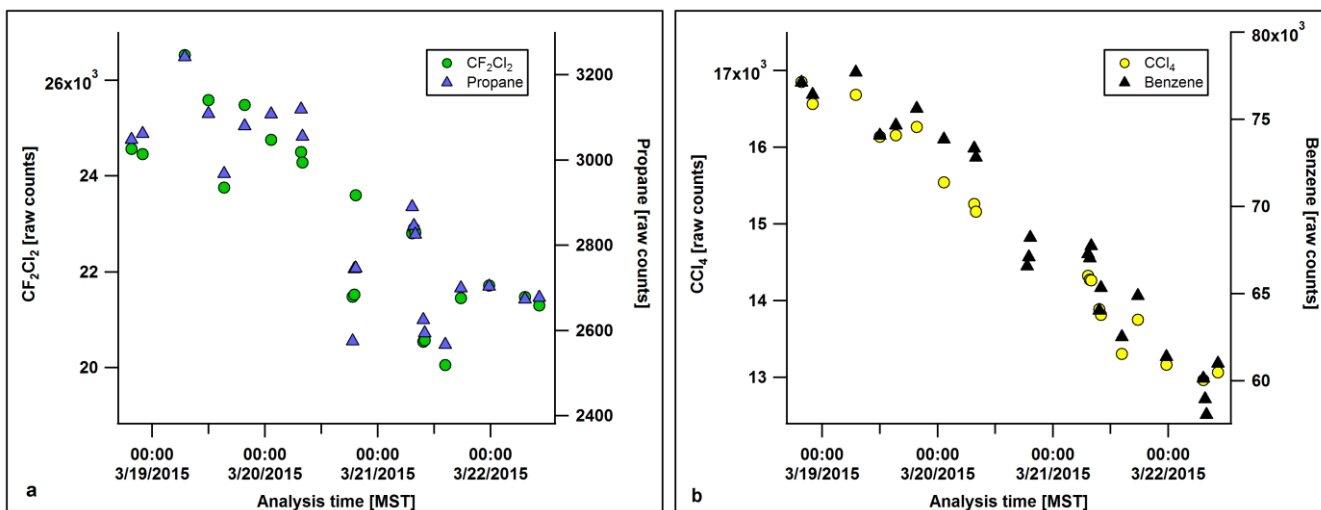 CF₂Cl₂
Propane
26x10³
24
22
20
CF₂Cl₂ [raw counts]
3200
3000
2800
2600
2400
Propane [raw counts]
00:00 00:00 00:00 00:00
3/19/2015 3/20/2015 3/21/2015 3/22/2015
a
Analysis time [MST]
CCl₄
Benzene
17x10³
16
15
14
13
CCl₄ [raw counts]
80x10³
75
70
65
60
Benzene [raw counts]
00:00 00:00 00:00 00:00
3/19/2015 3/20/2015 3/21/2015 3/22/2015
b
Analysis time [MST]